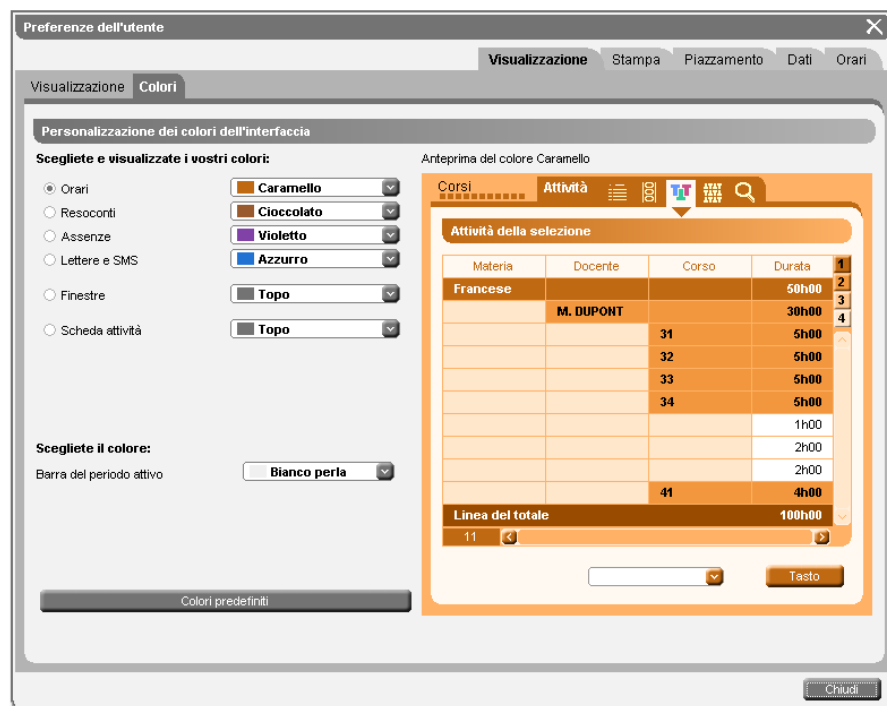 Preferenze dell'utente
Visualizzazione Stampa Piazzamento Dati Orari
Visualizzazione Colori
Personalizzazione dei colori dell'interfaccia
Scegliete e visualizzate i vostri colori:
Orari Caramello
Resoconti Cioccolato
Assenze Violetto
Lettere e SMS Azzurro
Finestre Topo
Scheda attività Topo
Scegliete il colore:
Barra del periodo attivo Bianco perla
Colori predefiniti
Anteprima del colore Caramello
Corsi Attività
Attività della selezione
Materia Docente Corso Durata 1
Francese 50h00 2
M. DUPONT 30h00 3
4
31 5h00
32 5h00
33 5h00
34 5h00
1h00
2h00
2h00
41 4h00
Linea del totale 100h00
11
Tasto
Chiudi